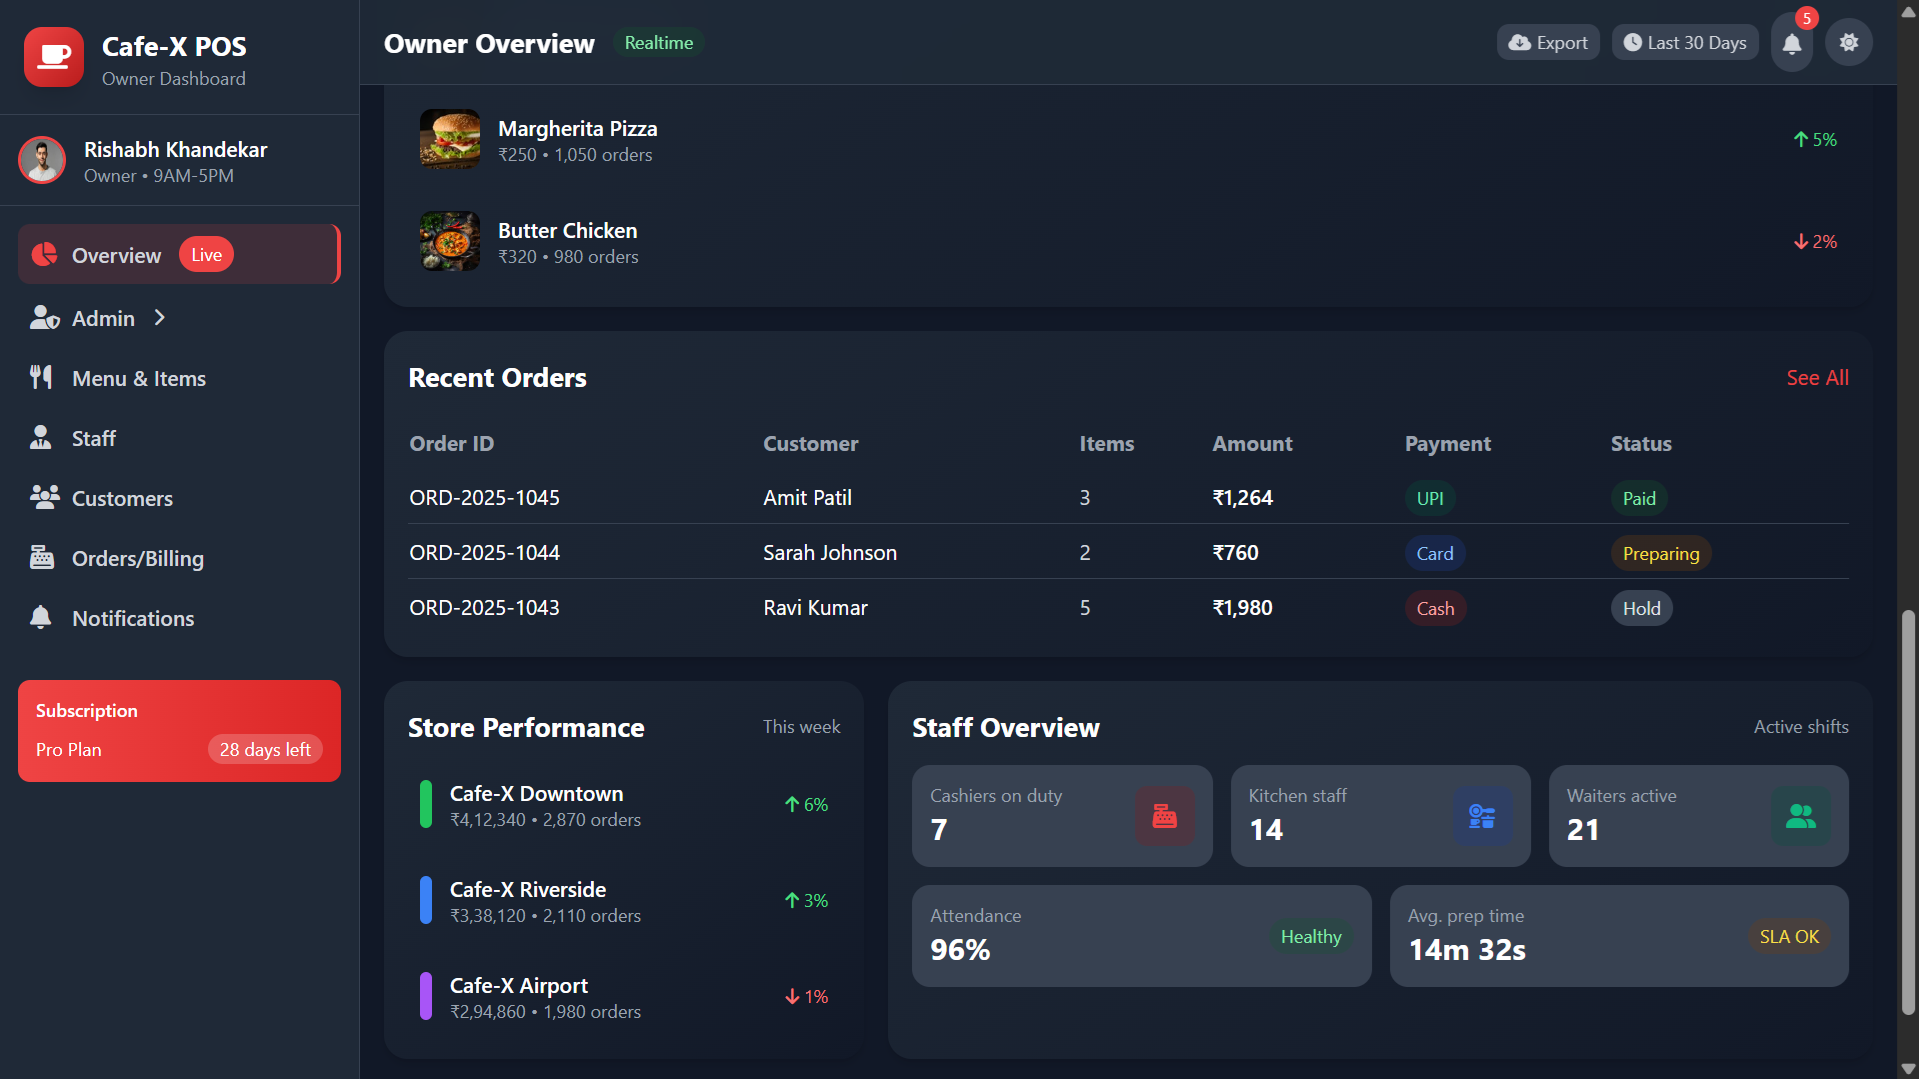 Cafe-X POS
Owner Dashboard
Rishabh Khandekar
Owner • 9AM-5PM
Overview Live
Admin
Menu & Items
Staff
Customers
Orders/Billing
Notifications
Subscription
Pro Plan 28 days left
Owner Overview Realtime
Export Last 30 Days 5
Margherita Pizza
₹250 • 1,050 orders
5%
Butter Chicken
₹320 • 980 orders
2%
Recent Orders See All
Order ID Customer Items Amount Payment Status
ORD-2025-1045 Amit Patil 3 ₹1,264 UPI Paid
ORD-2025-1044 Sarah Johnson 2 ₹760 Card Preparing
ORD-2025-1043 Ravi Kumar 5 ₹1,980 Cash Hold
Store Performance This week
Cafe-X Downtown
₹4,12,340 • 2,870 orders
6%
Cafe-X Riverside
₹3,38,120 • 2,110 orders
3%
Cafe-X Airport
₹2,94,860 • 1,980 orders
1%
Staff Overview Active shifts
Cashiers on duty
7
Kitchen staff
14
Waiters active
21
Attendance
96%
Healthy
Avg. prep time
14m 32s
SLA OK